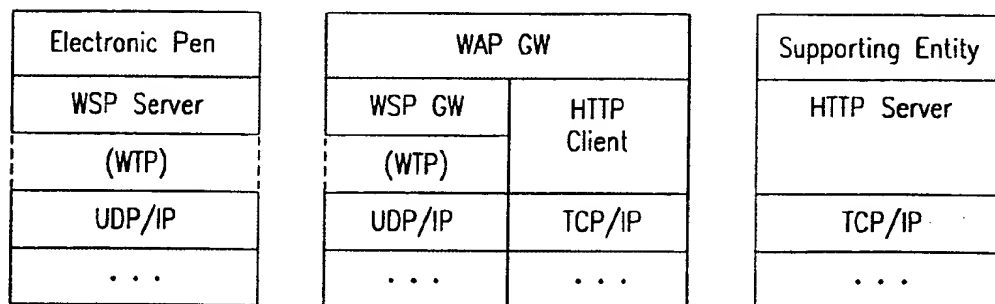 Electronic Pen
WSP Server
(WTP)
UDP/IP
. . .
WAP GW
WSP GW
(WTP)
UDP/IP
. . .
HTTP
Client
TCP/IP
. . .
Supporting Entity
HTTP Server
TCP/IP
. . .